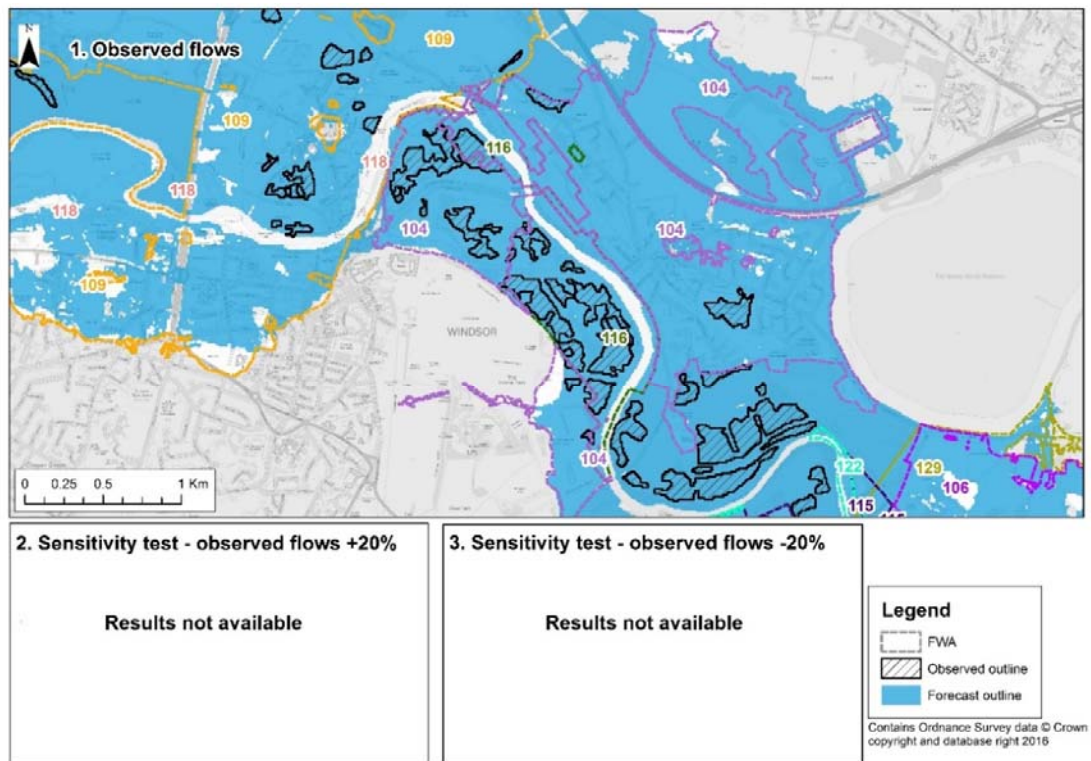 N
1. Observed flows
109
104
109
118
116
118
118
104
104
109
WINDSOR
116
104
122
129
106
115
115
0 0.25 0.5 1 Km
2. Sensitivity test - observed flows +20%
Results not available
3. Sensitivity test - observed flows -20%
Results not available
Legend
FWA
Observed outline
Forecast outline
Contains Ordnance Survey data © Crown
copyright and database right 2016